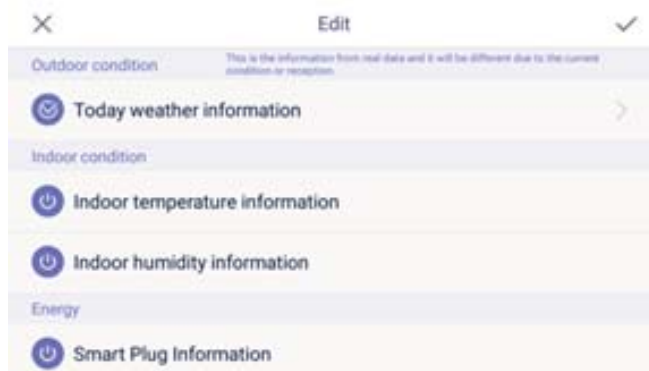 Edit
Outdoor condition
This is the information from real data and it will be different due to the current
condition or reception.
Today weather information
Indoor condition
Indoor temperature information
Indoor humidity information
Energy
Smart Plug Information